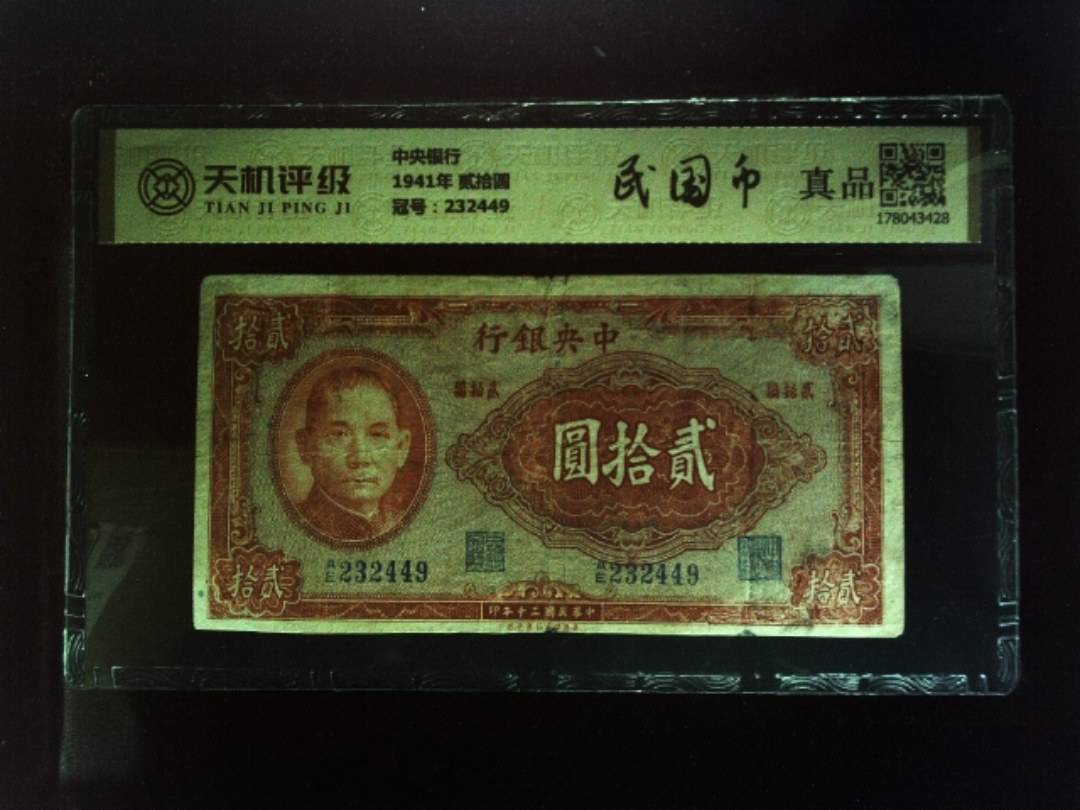 天机评级
TIAN JI PING JI
中央银行
1941年 贰拾圆
冠号：232449
民国币
真品
178043428
拾貳
行銀央中
拾貳
圓拾貳
圓拾貳
圓拾貳
A/E 232449
A/E 232449
拾貳
印年十三國民華中
拾貳